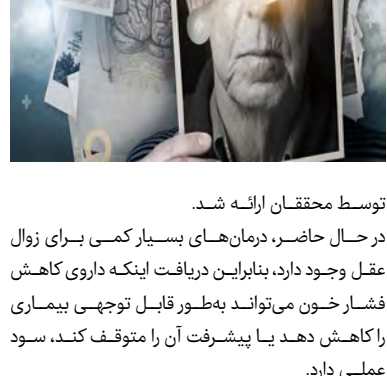 توسط محققان ارائه شد.
در حال حاضر، درمان‌های بسیار کمی برای زوال
عقل وجود دارد، بنابراین دریافت اینکه داروی کاهش
فشار خون می‌تواند به‌طور قابل توجهی بیماری
را کاهش دهد یا پیشرفت آن را متوقف کند، سود
عملی دارد.